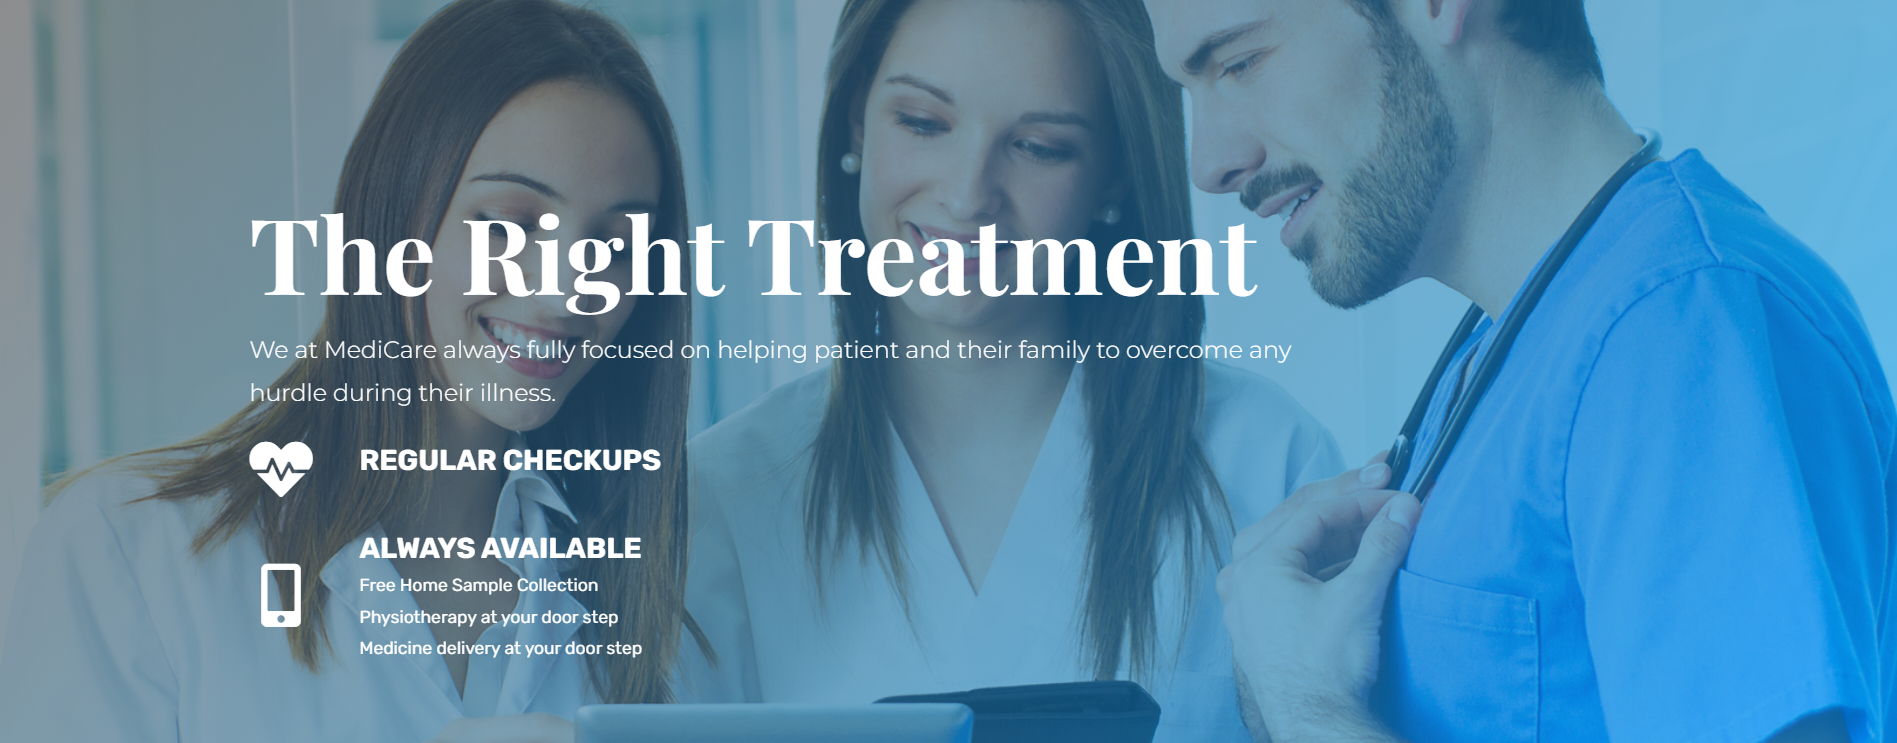 The Right Treatment
We at MediCare always fully focused on helping patient and their family to overcome any
hurdle during their illness.
REGULAR CHECKUPS
ALWAYS AVAILABLE
Free Home Sample Collection
Physiotherapy at your door step
Medicine delivery at your door step